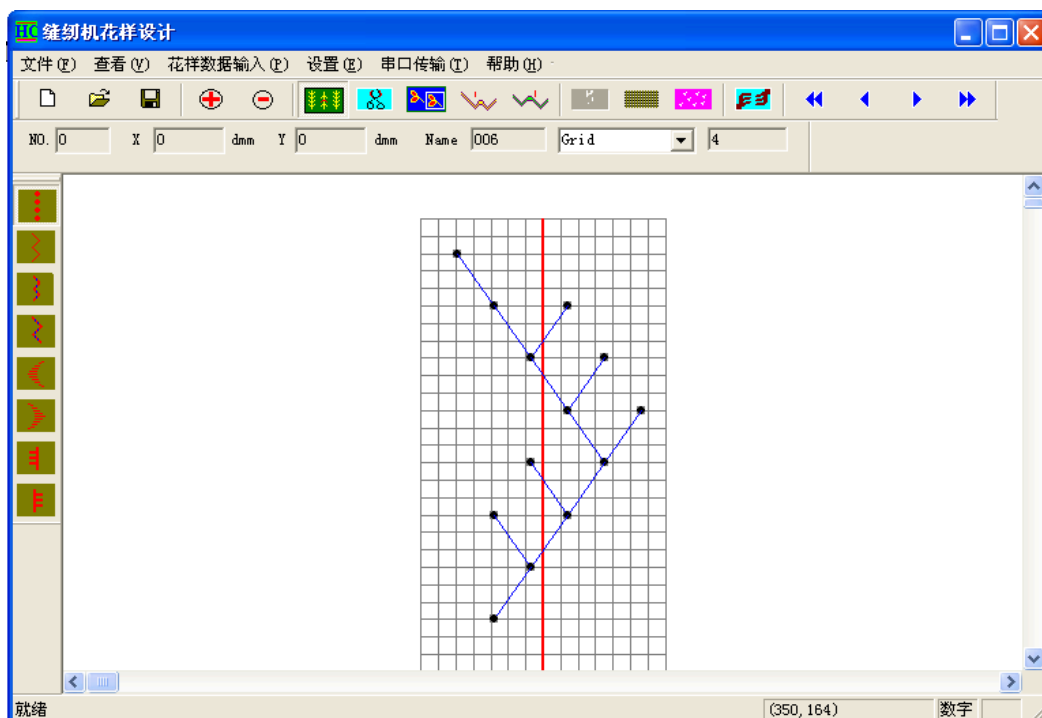 HC 缝纫机花样设计
文件(F) 查看(V) 花样数据输入(P) 设置(E) 串口传输(T) 帮助(H)
NO. 0 X 0 dmm Y 0 dmm Name 006 Grid 4
就绪 (350, 164) 数字